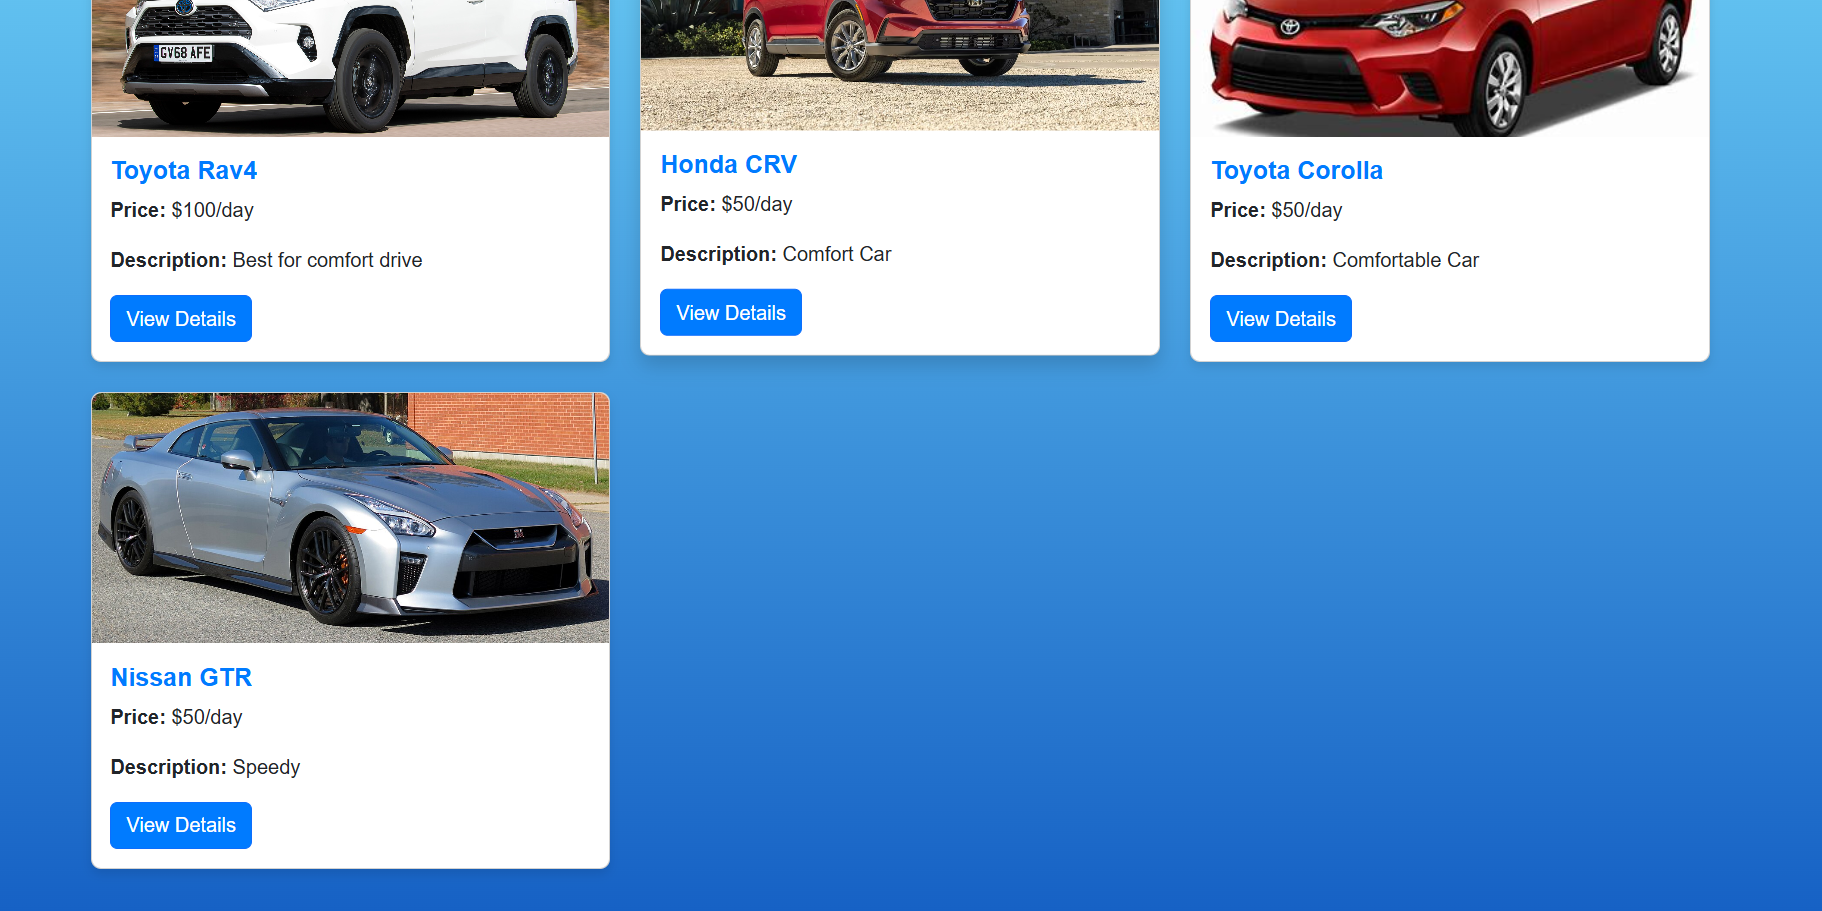 GV68 AFE
Toyota Rav4
Price: $100/day
Description: Best for comfort drive
View Details
Honda CRV
Price: $50/day
Description: Comfort Car
View Details
Toyota Corolla
Price: $50/day
Description: Comfortable Car
View Details
Nissan GTR
Price: $50/day
Description: Speedy
View Details